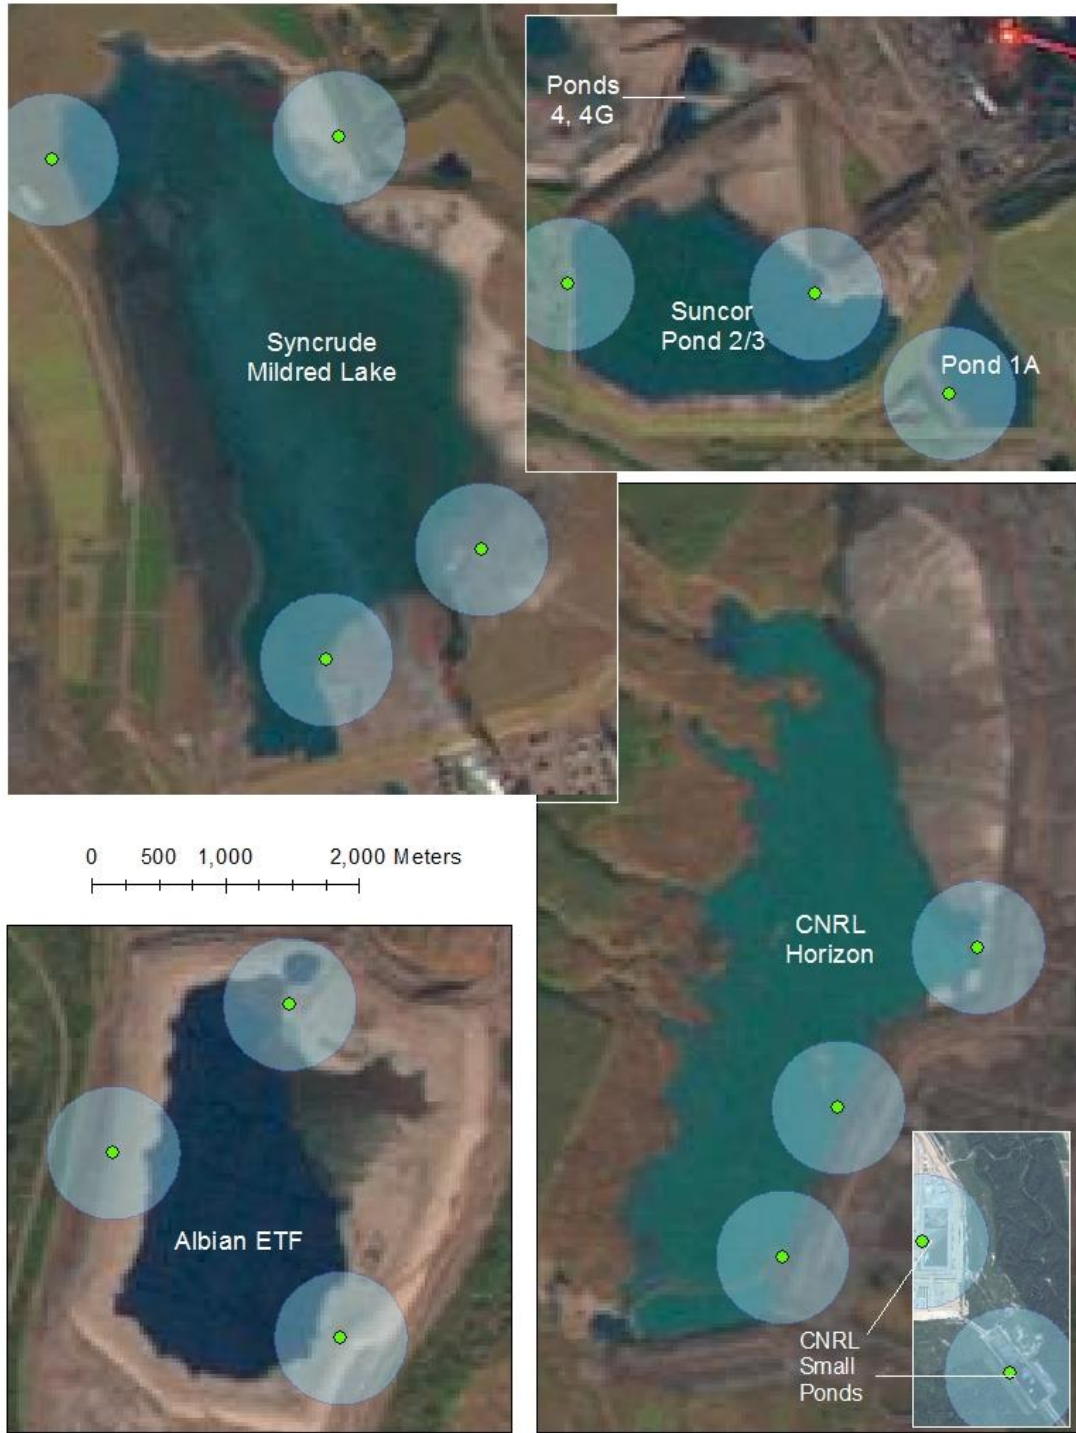 Ponds
4, 4G
Suncor
Pond 2/3
Pond 1A
Syncrude
Mildred Lake
0 500 1,000 2,000 Meters
CNRL
Horizon
Albian ETF
CNRL
Small
Ponds